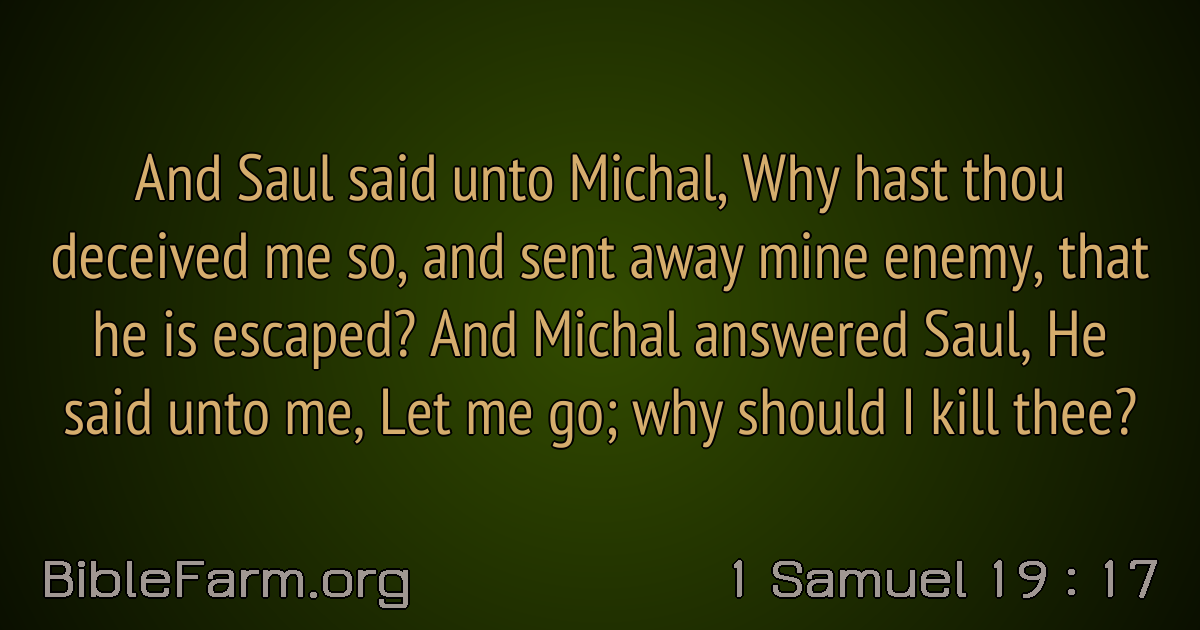 And Saul said unto Michal, Why hast thou
deceived me so, and sent away mine enemy, that
he is escaped? And Michal answered Saul, He
said unto me, Let me go; why should I kill thee?
BibleFarm.org
1 Samuel 19 : 17